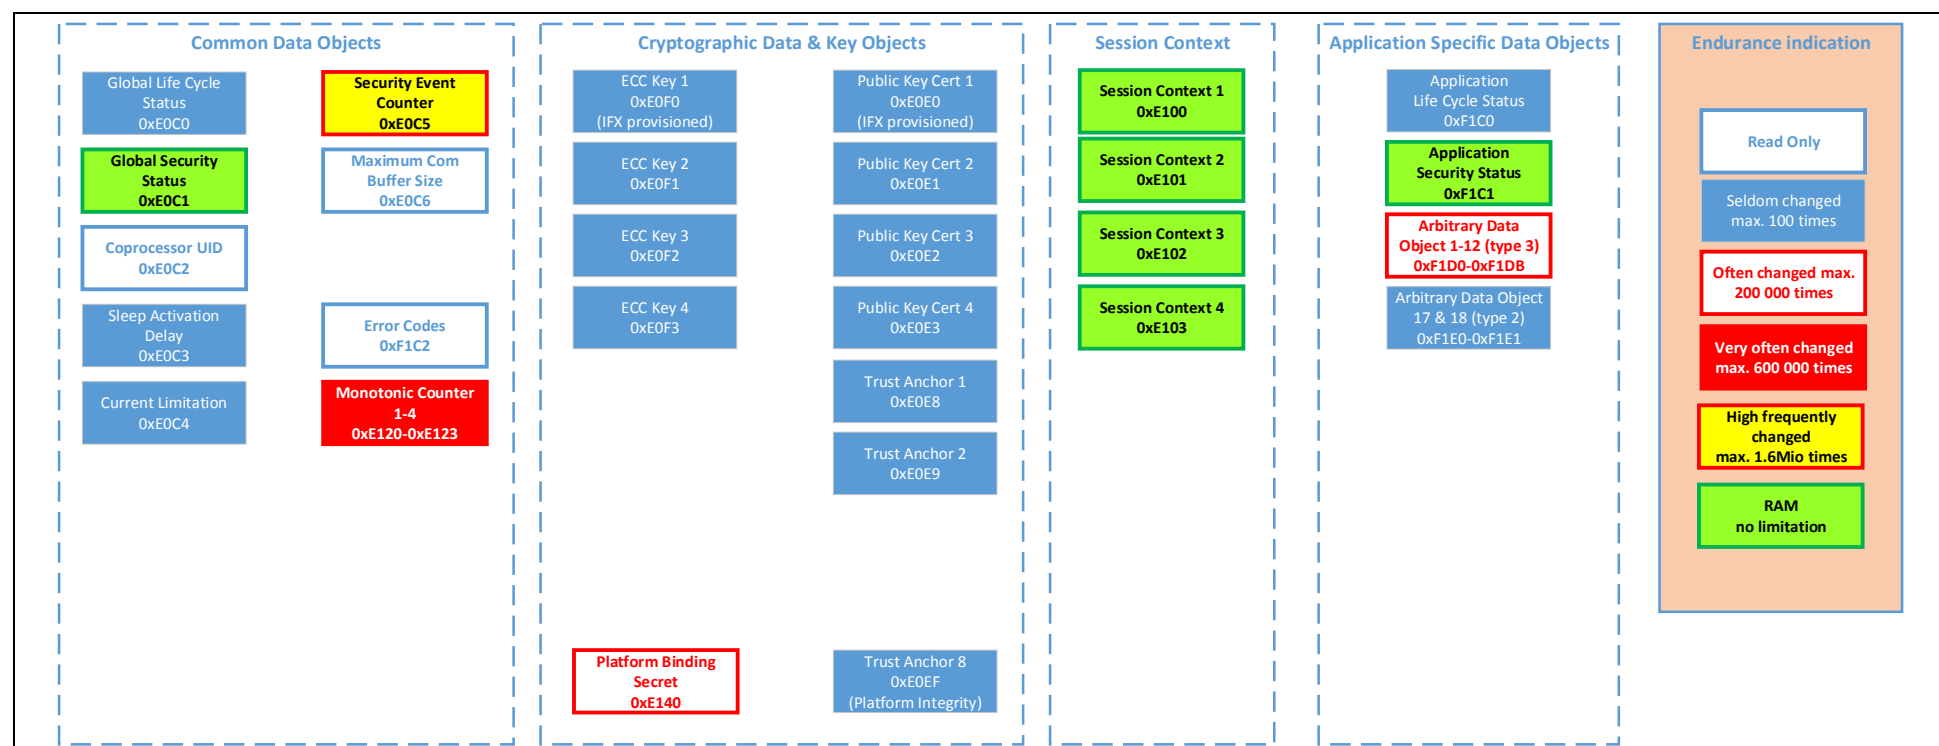 Common Data Objects
Global Life Cycle
Status
0xE0C0
Security Event
Counter
0xE0C5
Global Security
Status
0xE0C1
Maximum Com
Buffer Size
0xE0C6
Coprocessor UID
0xE0C2
Sleep Activation
Delay
0xE0C3
Error Codes
0xF1C2
Current Limitation
0xE0C4
Monotonic Counter
1-4
0xE120-0xE123
Cryptographic Data & Key Objects
ECC Key 1
0xE0F0
(IFX provisioned)
Public Key Cert 1
0xE0E0
(IFX provisioned)
ECC Key 2
0xE0F1
Public Key Cert 2
0xE0E1
ECC Key 3
0xE0F2
Public Key Cert 3
0xE0E2
ECC Key 4
0xE0F3
Public Key Cert 4
0xE0E3
Trust Anchor 1
0xE0E8
Trust Anchor 2
0xE0E9
Platform Binding
Secret
0xE140
Trust Anchor 8
0xE0EF
(Platform Integrity)
Session Context
Session Context 1
0xE100
Session Context 2
0xE101
Session Context 3
0xE102
Session Context 4
0xE103
Application Specific Data Objects
Application
Life Cycle Status
0xF1C0
Application
Security Status
0xF1C1
Arbitrary Data
Object 1-12 (type 3)
0xF1D0-0xF1DB
Arbitrary Data Object
17 & 18 (type 2)
0xF1E0-0xF1E1
Endurance indication
Read Only
Seldom changed
max. 100 times
Often changed max.
200 000 times
Very often changed
max. 600 000 times
High frequently
changed
max. 1.6Mio times
RAM
no limitation